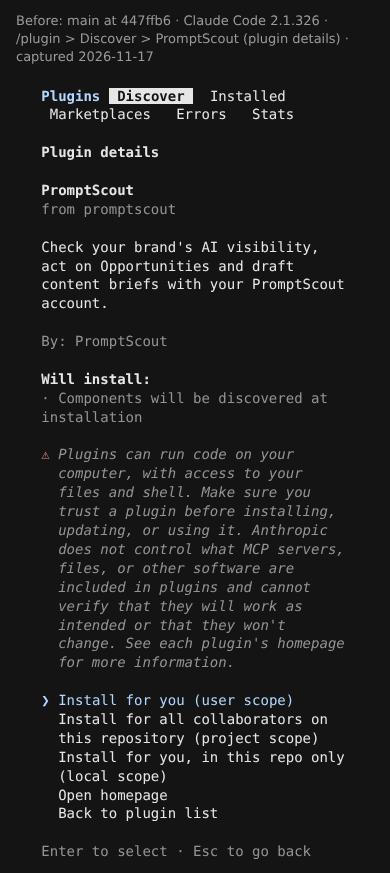 Before: main at 447ffb6 · Claude Code 2.1.326 ·
/plugin > Discover > PromptScout (plugin details) ·
captured 2026-11-17
Plugins  Discover   Installed
Marketplaces   Errors   Stats
Plugin details
PromptScout
from promptscout
Check your brand's AI visibility,
act on Opportunities and draft
content briefs with your PromptScout
account.
By: PromptScout
Will install:
· Components will be discovered at
installation
⚠ Plugins can run code on your
computer, with access to your
files and shell. Make sure you
trust a plugin before installing,
updating, or using it. Anthropic
does not control what MCP servers,
files, or other software are
included in plugins and cannot
verify that they will work as
intended or that they won't
change. See each plugin's homepage
for more information.
❯ Install for you (user scope)
Install for all collaborators on
this repository (project scope)
Install for you, in this repo only
(local scope)
Open homepage
Back to plugin list
Enter to select · Esc to go back